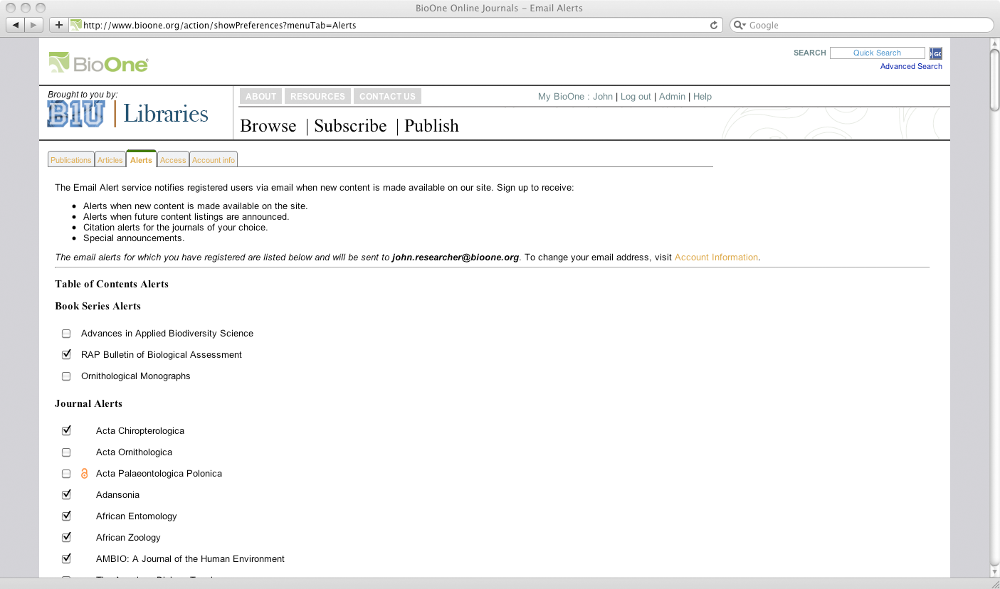 BioOne Online Journals – Email Alerts
http://www.bioone.org/action/showPreferences?menuTab=Alerts
Google
BioOne
SEARCH Quick Search GO
Advanced Search
Brought to you by:
B1U | Libraries
ABOUT RESOURCES CONTACT US
My BioOne : John | Log out | Admin | Help
Browse | Subscribe | Publish
Publications Articles Alerts Access Account info
The Email Alert service notifies registered users via email when new content is made available on our site. Sign up to receive:
• Alerts when new content is made available on the site.
• Alerts when future content listings are announced.
• Citation alerts for the journals of your choice.
• Special announcements.
The email alerts for which you have registered are listed below and will be sent to john.researcher@bioone.org. To change your email address, visit Account Information.
Table of Contents Alerts
Book Series Alerts
Advances in Applied Biodiversity Science
RAP Bulletin of Biological Assessment
Ornithological Monographs
Journal Alerts
Acta Chiropterologica
Acta Ornithologica
Acta Palaeontologica Polonica
Adansonia
African Entomology
African Zoology
AMBIO: A Journal of the Human Environment